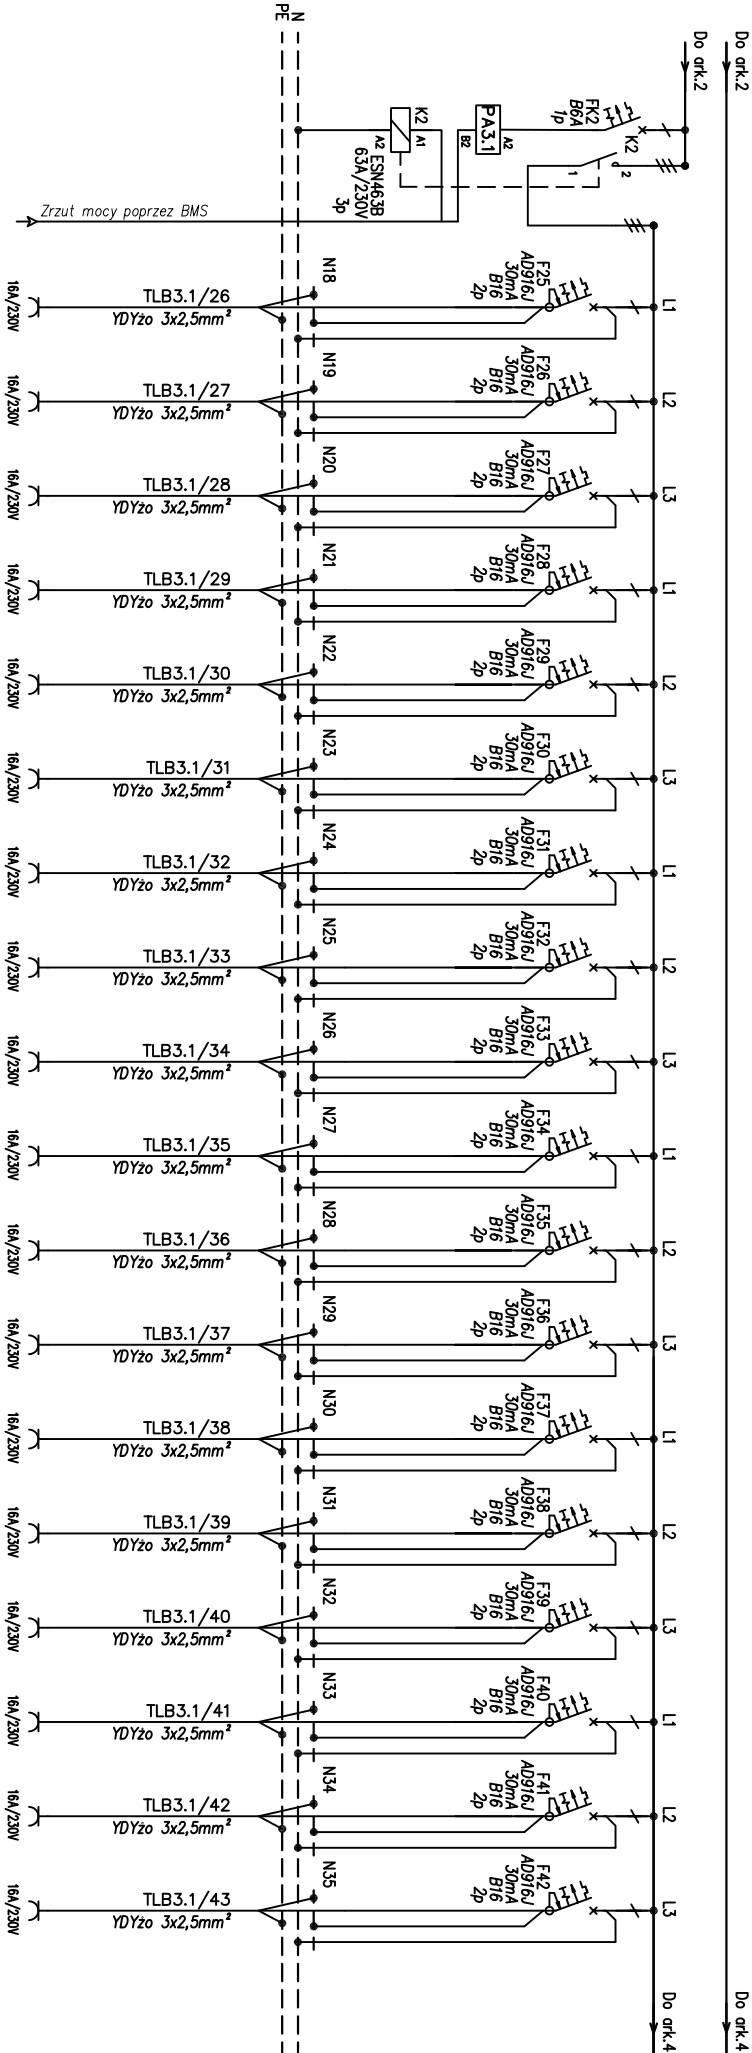 Do ark.2
Do ark.2
N
PE
FK2
B6A
1p
K2
2
1
PA3.1
A2
B2
K2
A1
A2
ESN463B
63A/230V
3p
Zrzut mocy poprzez BMS
L1
F25
AD916J
30mA
B16
2p
N18
TLB3.1/26
YDYżo 3x2,5mm²
16A/230V
L2
F26
AD916J
30mA
B16
2p
N19
TLB3.1/27
YDYżo 3x2,5mm²
16A/230V
L3
F27
AD916J
30mA
B16
2p
N20
TLB3.1/28
YDYżo 3x2,5mm²
16A/230V
L1
F28
AD916J
30mA
B16
2p
N21
TLB3.1/29
YDYżo 3x2,5mm²
16A/230V
L2
F29
AD916J
30mA
B16
2p
N22
TLB3.1/30
YDYżo 3x2,5mm²
16A/230V
L3
F30
AD916J
30mA
B16
2p
N23
TLB3.1/31
YDYżo 3x2,5mm²
16A/230V
L1
F31
AD916J
30mA
B16
2p
N24
TLB3.1/32
YDYżo 3x2,5mm²
16A/230V
L2
F32
AD916J
30mA
B16
2p
N25
TLB3.1/33
YDYżo 3x2,5mm²
16A/230V
L3
F33
AD916J
30mA
B16
2p
N26
TLB3.1/34
YDYżo 3x2,5mm²
16A/230V
L1
F34
AD916J
30mA
B16
2p
N27
TLB3.1/35
YDYżo 3x2,5mm²
16A/230V
L2
F35
AD916J
30mA
B16
2p
N28
TLB3.1/36
YDYżo 3x2,5mm²
16A/230V
L3
F36
AD916J
30mA
B16
2p
N29
TLB3.1/37
YDYżo 3x2,5mm²
16A/230V
L1
F37
AD916J
30mA
B16
2p
N30
TLB3.1/38
YDYżo 3x2,5mm²
16A/230V
L2
F38
AD916J
30mA
B16
2p
N31
TLB3.1/39
YDYżo 3x2,5mm²
16A/230V
L3
F39
AD916J
30mA
B16
2p
N32
TLB3.1/40
YDYżo 3x2,5mm²
16A/230V
L1
F40
AD916J
30mA
B16
2p
N33
TLB3.1/41
YDYżo 3x2,5mm²
16A/230V
L2
F41
AD916J
30mA
B16
2p
N34
TLB3.1/42
YDYżo 3x2,5mm²
16A/230V
L3
F42
AD916J
30mA
B16
2p
N35
TLB3.1/43
YDYżo 3x2,5mm²
16A/230V
Do ark.4
Do ark.4